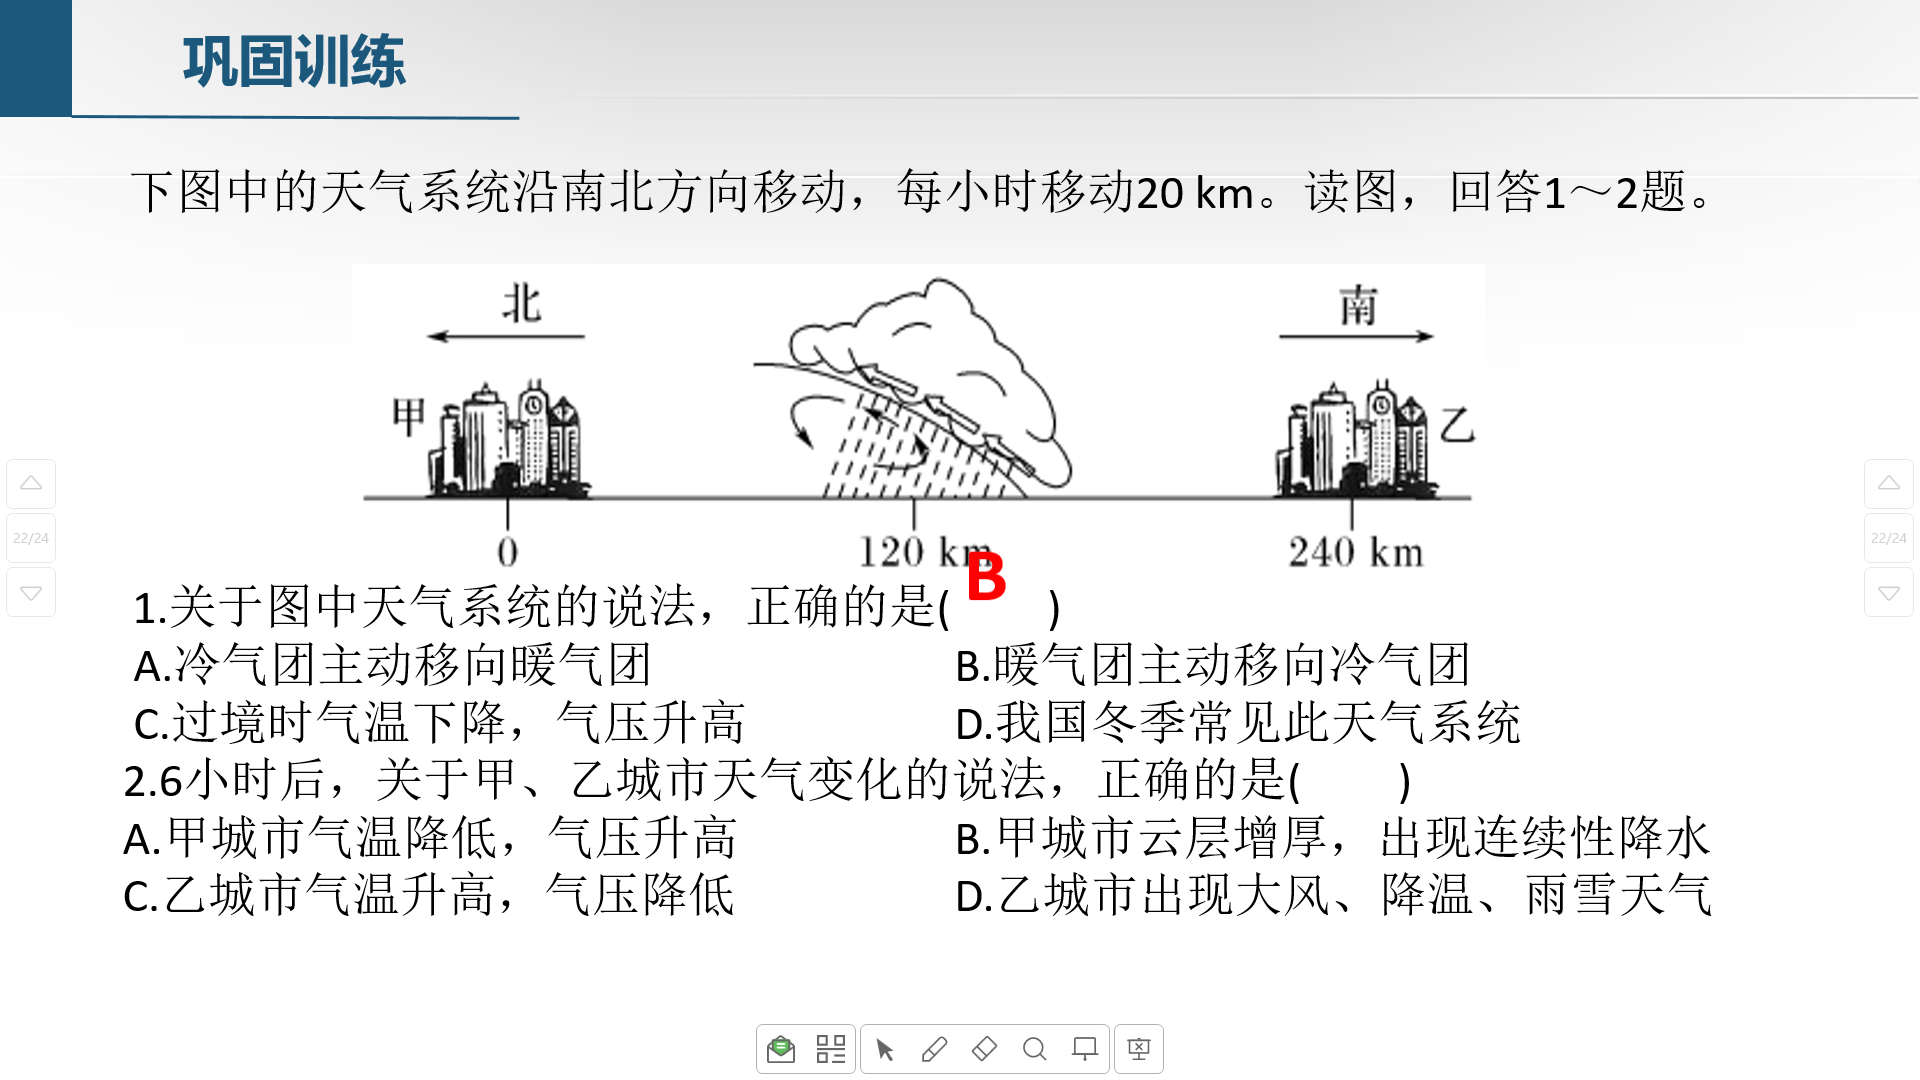 巩固训练
下图中的天气系统沿南北方向移动，每小时移动20 km。读图，回答1～2题。
北
南
甲
乙
0
120 km
240 km
22/24
22/24
1.关于图中天气系统的说法，正确的是( B )
A.冷气团主动移向暖气团
B.暖气团主动移向冷气团
C.过境时气温下降，气压升高
D.我国冬季常见此天气系统
2.6小时后，关于甲、乙城市天气变化的说法，正确的是( )
A.甲城市气温降低，气压升高
B.甲城市云层增厚，出现连续性降水
C.乙城市气温升高，气压降低
D.乙城市出现大风、降温、雨雪天气